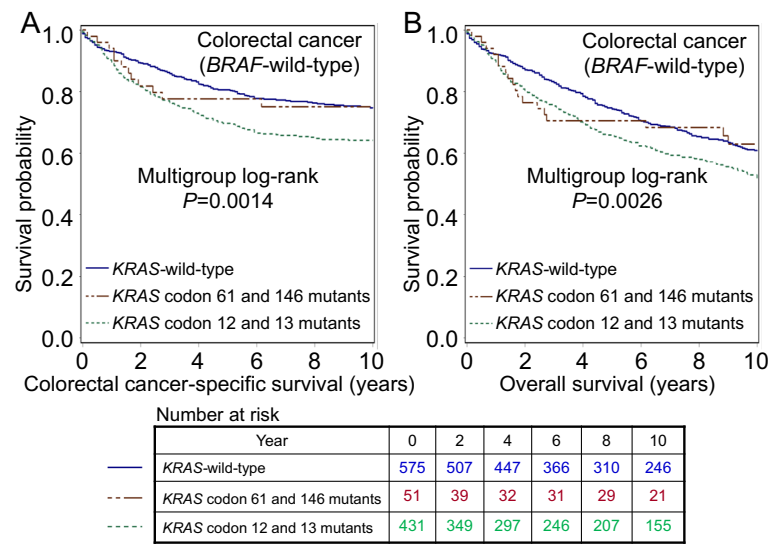 A
Colorectal cancer
(BRAF-wild-type)
1.0
0.8
0.6
0.4
0.2
0.0
Survival probability
Multigroup log-rank
P=0.0014
KRAS-wild-type
KRAS codon 61 and 146 mutants
KRAS codon 12 and 13 mutants
0 2 4 6 8 10
Colorectal cancer-specific survival (years)
B
Colorectal cancer
(BRAF-wild-type)
1.0
0.8
0.6
0.4
0.2
0.0
Survival probability
Multigroup log-rank
P=0.0026
KRAS-wild-type
KRAS codon 61 and 146 mutants
KRAS codon 12 and 13 mutants
0 2 4 6 8 10
Overall survival (years)
Number at risk
Year 0 2 4 6 8 10
KRAS-wild-type 575 507 447 366 310 246
KRAS codon 61 and 146 mutants 51 39 32 31 29 21
KRAS codon 12 and 13 mutants 431 349 297 246 207 155